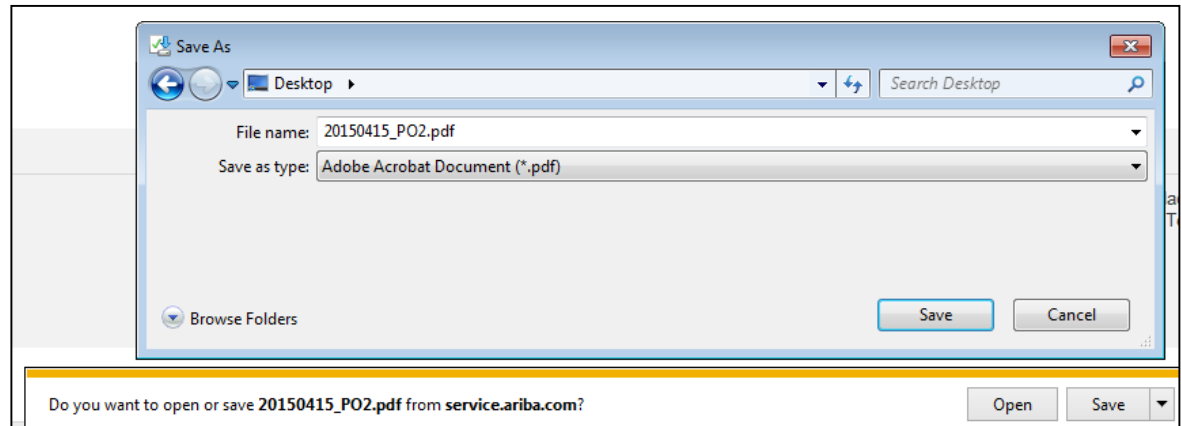 Save As
Desktop
Search Desktop
File name: 20150415_PO2.pdf
Save as type: Adobe Acrobat Document (*.pdf)
Browse Folders
Save Cancel
Do you want to open or save 20150415_PO2.pdf from service.ariba.com?
Open Save